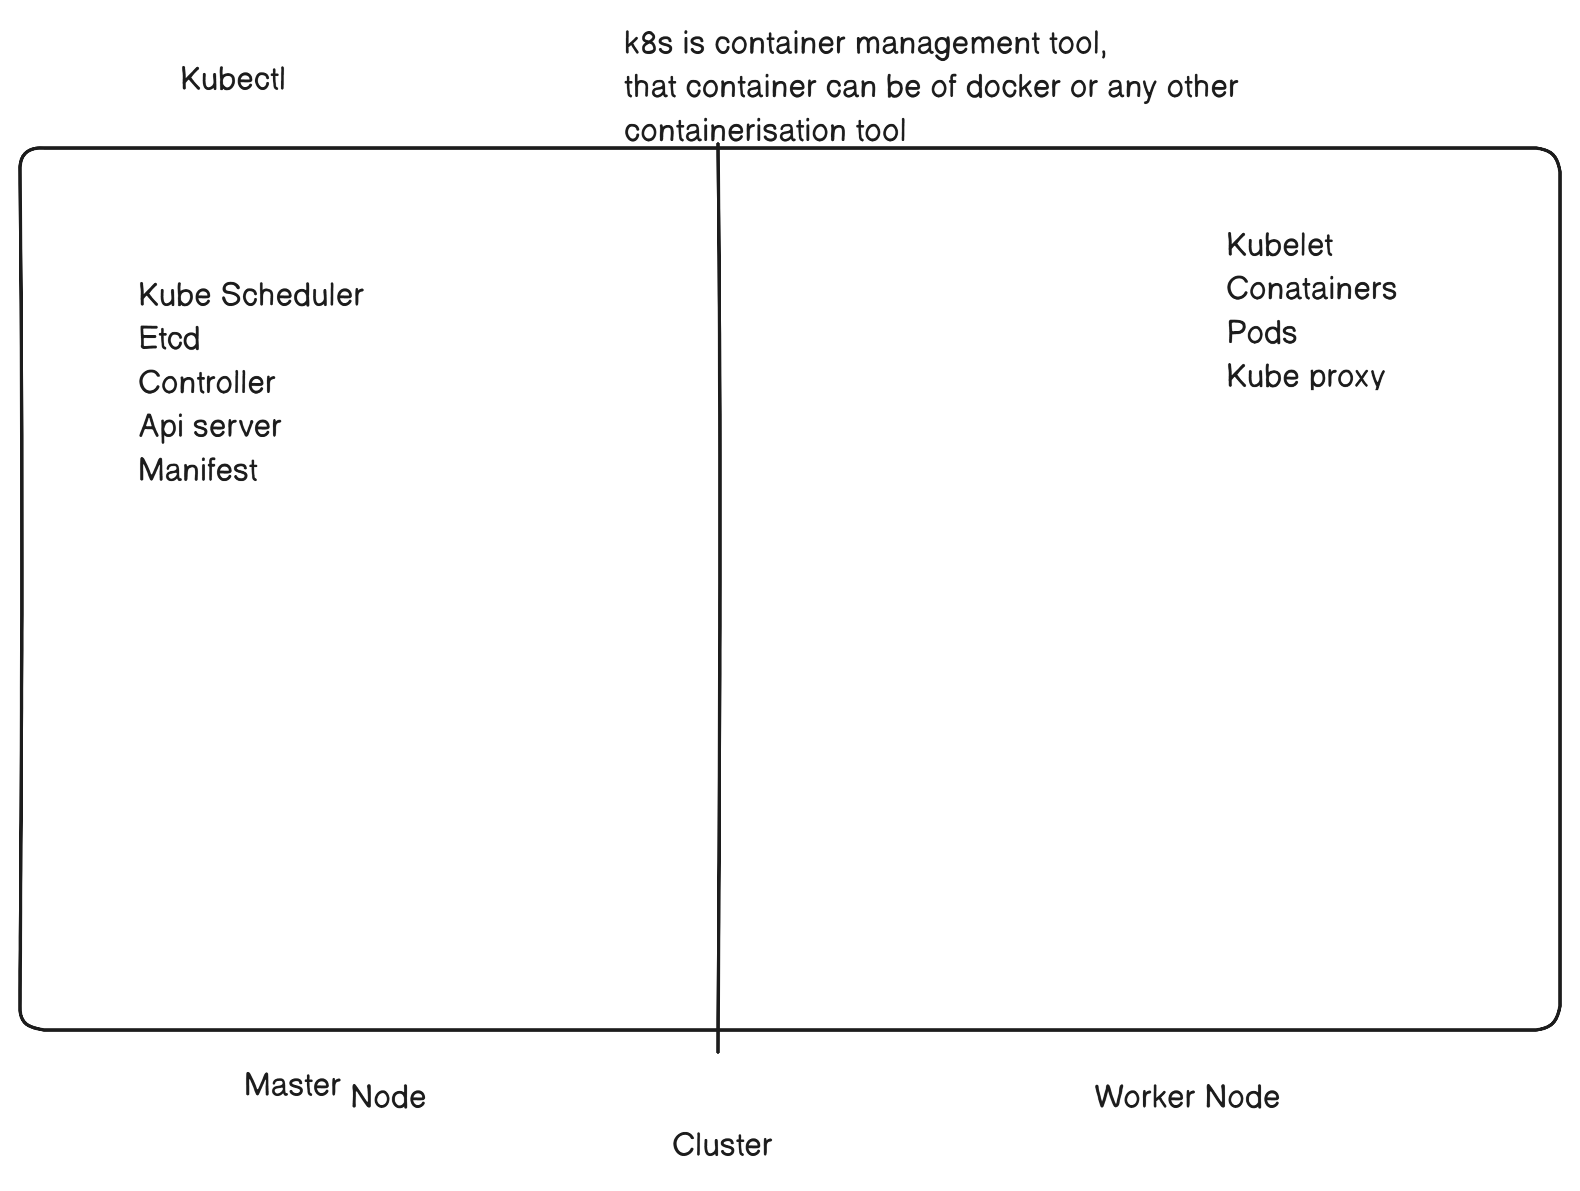 Kubectl
k8s is container management tool,
that container can be of docker or any other
containerisation tool
Kube Scheduler
Etcd
Controller
Api server
Manifest
Kubelet
Conatainers
Pods
Kube proxy
Master Node
Worker Node
Cluster